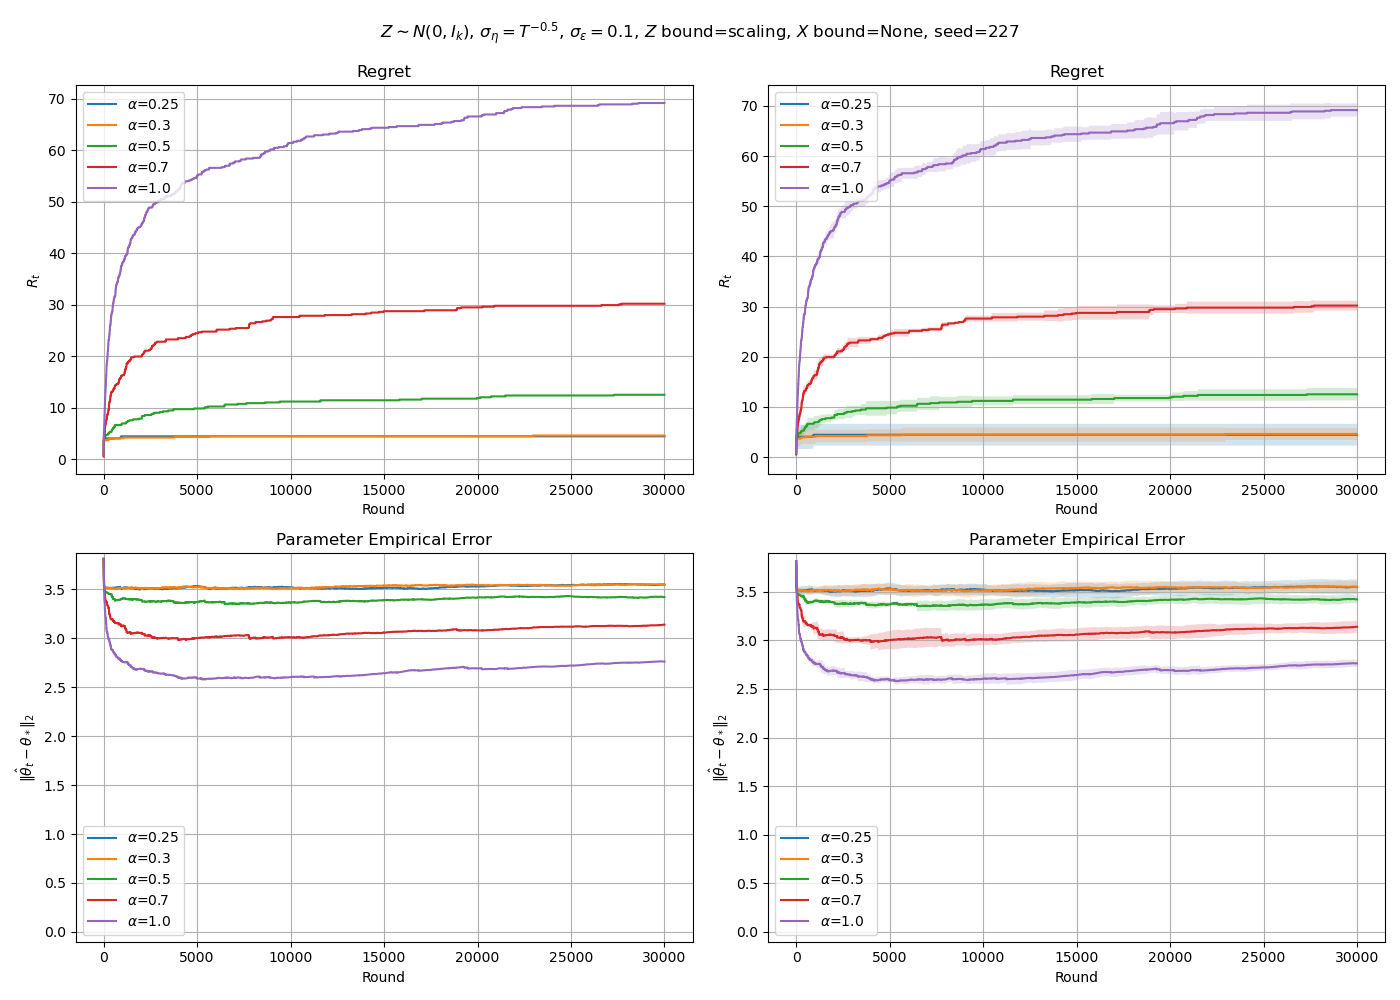 Z ∼ N(0, I_k), σ_η = T^{−0.5}, σ_ε = 0.1, Z bound=scaling, X bound=None, seed=227
Regret
R_t
70
60
50
40
30
20
10
0
α=0.25
α=0.3
α=0.5
α=0.7
α=1.0
0 5000 10000 15000 20000 25000 30000
Round
Regret
R_t
70
60
50
40
30
20
10
0
α=0.25
α=0.3
α=0.5
α=0.7
α=1.0
0 5000 10000 15000 20000 25000 30000
Round
Parameter Empirical Error
‖θ̂_t − θ_*‖_2
3.5
3.0
2.5
2.0
1.5
1.0
0.5
0.0
α=0.25
α=0.3
α=0.5
α=0.7
α=1.0
0 5000 10000 15000 20000 25000 30000
Round
Parameter Empirical Error
‖θ̂_t − θ_*‖_2
3.5
3.0
2.5
2.0
1.5
1.0
0.5
0.0
α=0.25
α=0.3
α=0.5
α=0.7
α=1.0
0 5000 10000 15000 20000 25000 30000
Round